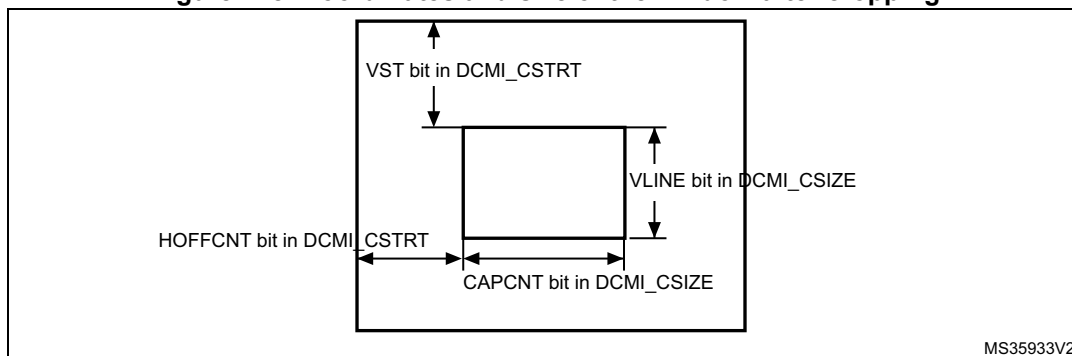 VST bit in DCMI_CSTRT
VLINE bit in DCMI_CSIZE
HOFFCNT bit in DCMI_CSTRT
CAPCNT bit in DCMI_CSIZE
MS35933V2